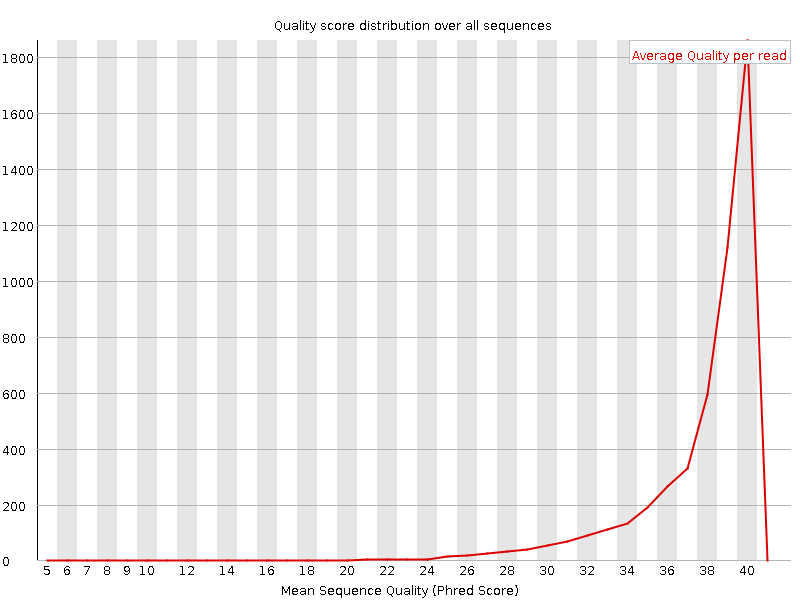 Quality score distribution over all sequences
Average Quality per read
1800
1600
1400
1200
1000
800
600
400
200
0
5 6 7 8 9 10 12 14 16 18 20 22 24 26 28 30 32 34 36 38 40
Mean Sequence Quality (Phred Score)